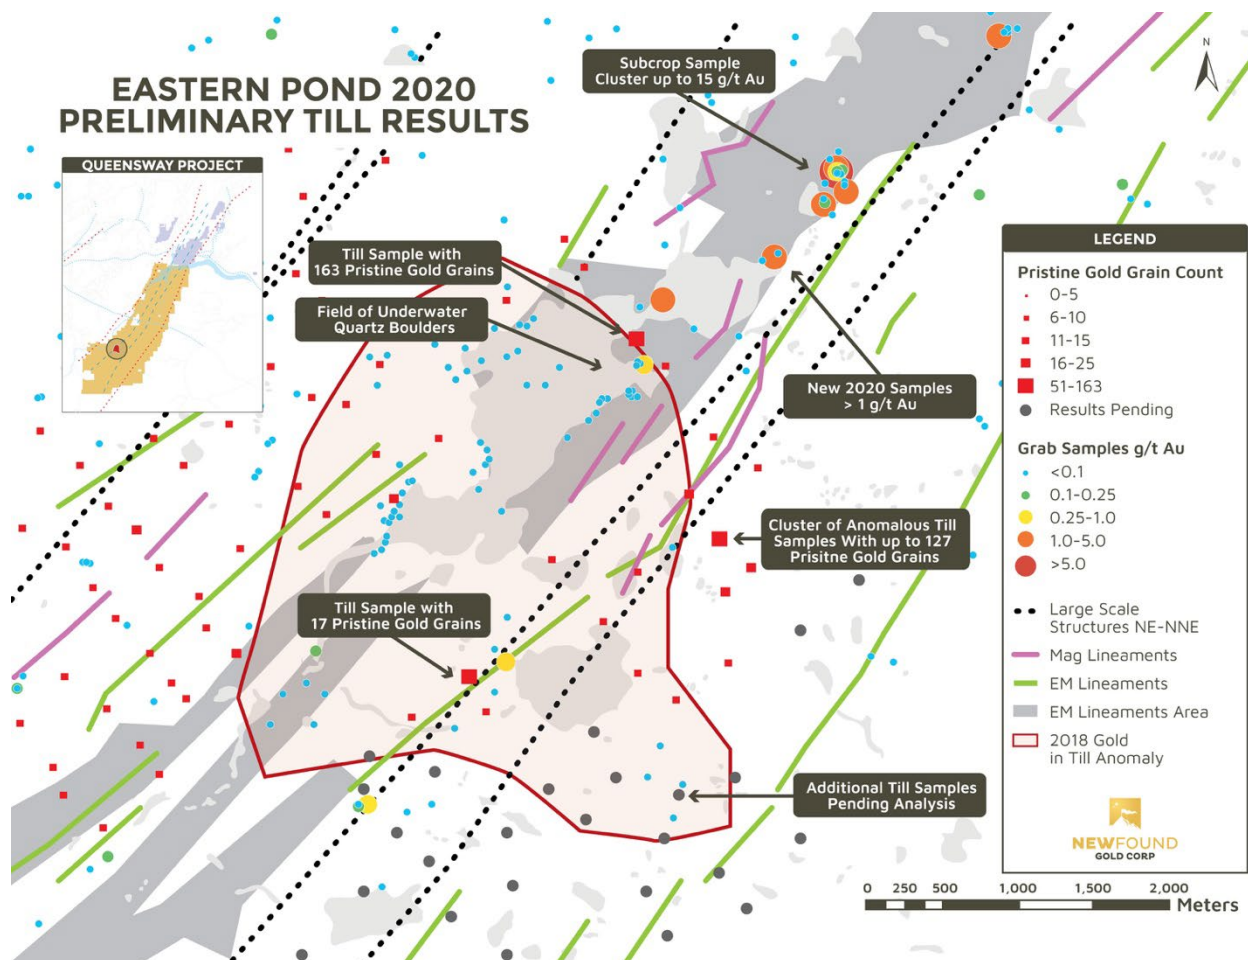 EASTERN POND 2020
PRELIMINARY TILL RESULTS
QUEENSWAY PROJECT
Subcrop Sample
Cluster up to 15 g/t Au
N
Till Sample with
163 Pristine Gold Grains
Field of Underwater
Quartz Boulders
New 2020 Samples
> 1 g/t Au
Cluster of Anomalous Till
Samples With up to 127
Prisitne Gold Grains
Till Sample with
17 Pristine Gold Grains
Additional Till Samples
Pending Analysis
LEGEND
Pristine Gold Grain Count
0-5
6-10
11-15
16-25
51-163
Results Pending
Grab Samples g/t Au
<0.1
0.1-0.25
0.25-1.0
1.0-5.0
>5.0
Large Scale
Structures NE-NNE
Mag Lineaments
EM Lineaments
EM Lineaments Area
2018 Gold
in Till Anomaly
NEWFOUND
GOLD CORP
0 250 500 1,000 1,500 2,000
Meters